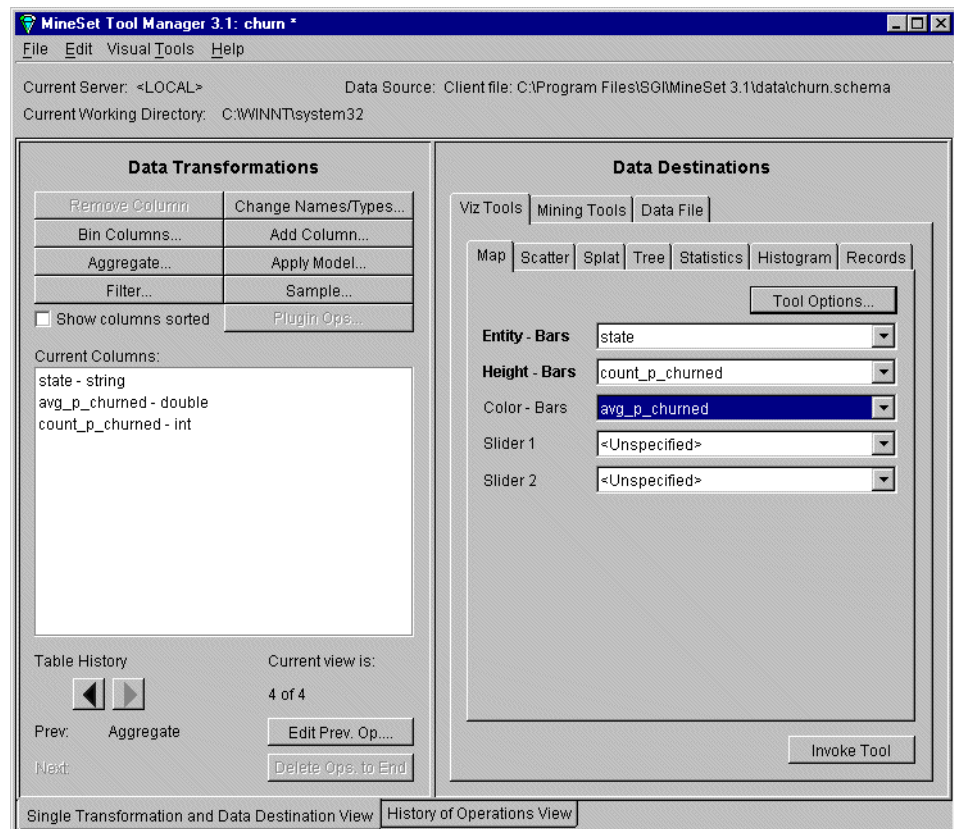 MineSet Tool Manager 3.1: churn *
File Edit Visual Tools Help
Current Server: <LOCAL> Data Source: Client file: C:\Program Files\SGI\MineSet 3.1\data\churn.schema
Current Working Directory: C:\WINNT\system32
Data Transformations
Remove Column Change Names/Types...
Bin Columns... Add Column...
Aggregate... Apply Model...
Filter... Sample...
Show columns sorted Plugin Ops...
Current Columns:
state - string
avg_p_churned - double
count_p_churned - int
Table History Current view is:
4 of 4
Prev: Aggregate Edit Prev. Op....
Next: Delete Ops. to End
Data Destinations
Viz Tools Mining Tools Data File
Map Scatter Splat Tree Statistics Histogram Records
Tool Options...
Entity - Bars state
Height - Bars count_p_churned
Color - Bars avg_p_churned
Slider 1 <Unspecified>
Slider 2 <Unspecified>
Invoke Tool
Single Transformation and Data Destination View History of Operations View